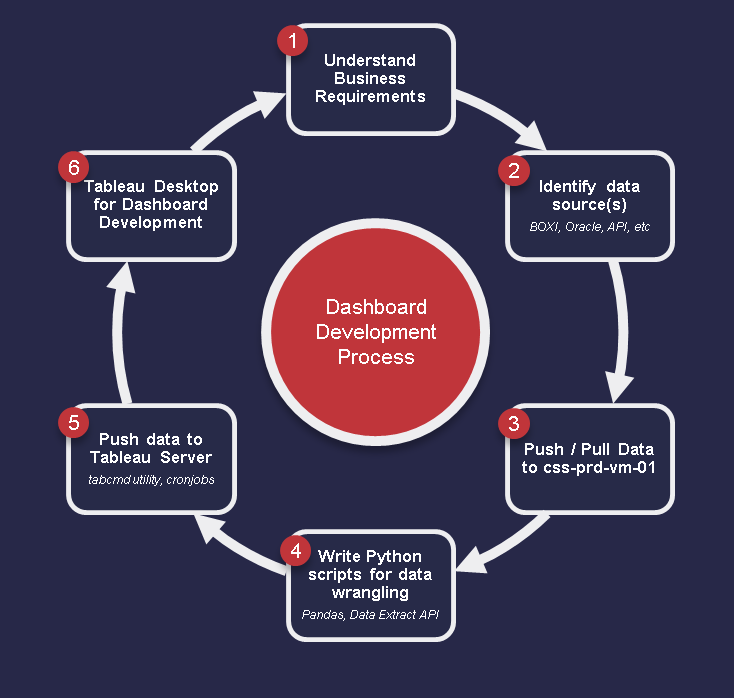 Dashboard
Development
Process
1
Understand
Business
Requirements
2
Identify data
source(s)
BOXI, Oracle, API, etc
3
Push / Pull Data
to css-prd-vm-01
4
Write Python
scripts for data
wrangling
Pandas, Data Extract API
5
Push data to
Tableau Server
tabcmd utility, cronjobs
6
Tableau Desktop
for Dashboard
Development